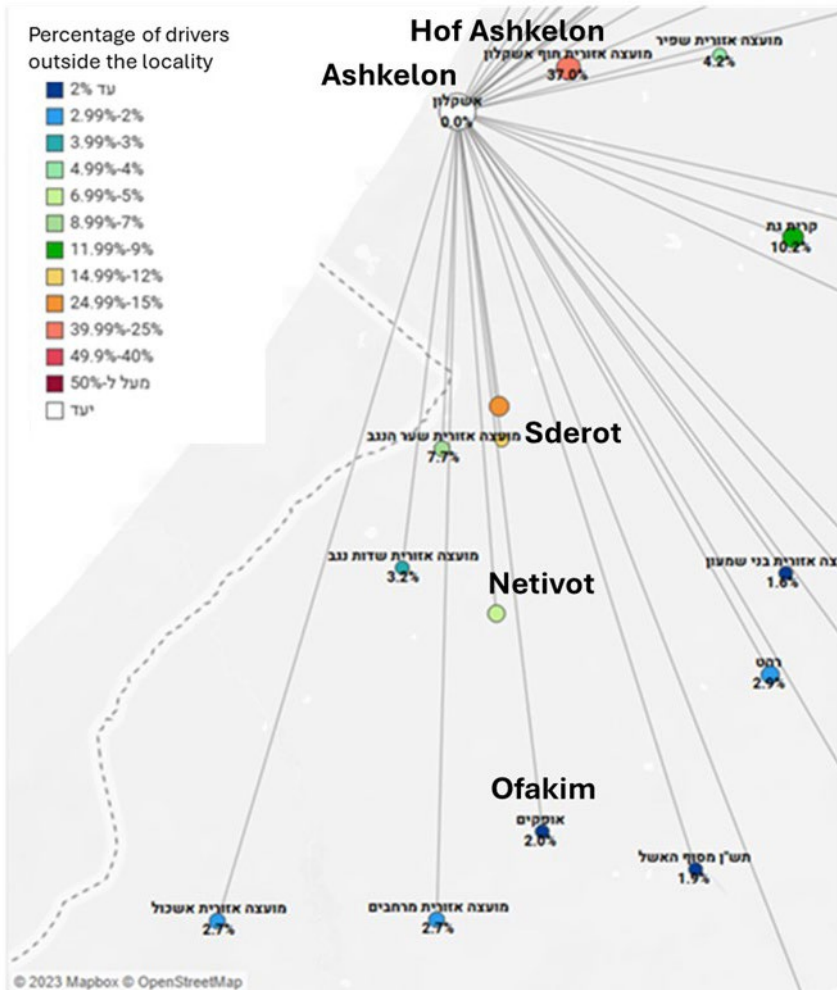 Percentage of drivers
outside the locality
עד 2%
2.99%-2%
3.99%-3%
4.99%-4%
6.99%-5%
8.99%-7%
11.99%-9%
14.99%-12%
24.99%-15%
39.99%-25%
49.9%-40%
מעל ל-50%
יעד
Hof Ashkelon
מועצה אזורית חוף אשקלון
37.0%
מועצה אזורית שפיר
4.2%
Ashkelon
אשקלון
0.0%
קרית גת
10.2%
Sderot
מועצה אזורית שער הנגב
7.7%
מועצה אזורית שדות נגב
3.2%
Netivot
צה אזורית בני שמעון
1.6%
רהט
2.9%
Ofakim
אופקים
2.0%
תש"ן מסוף האשל
1.9%
מועצה אזורית אשכול
2.7%
מועצה אזורית מרחבים
2.7%
© 2023 Mapbox © OpenStreetMap